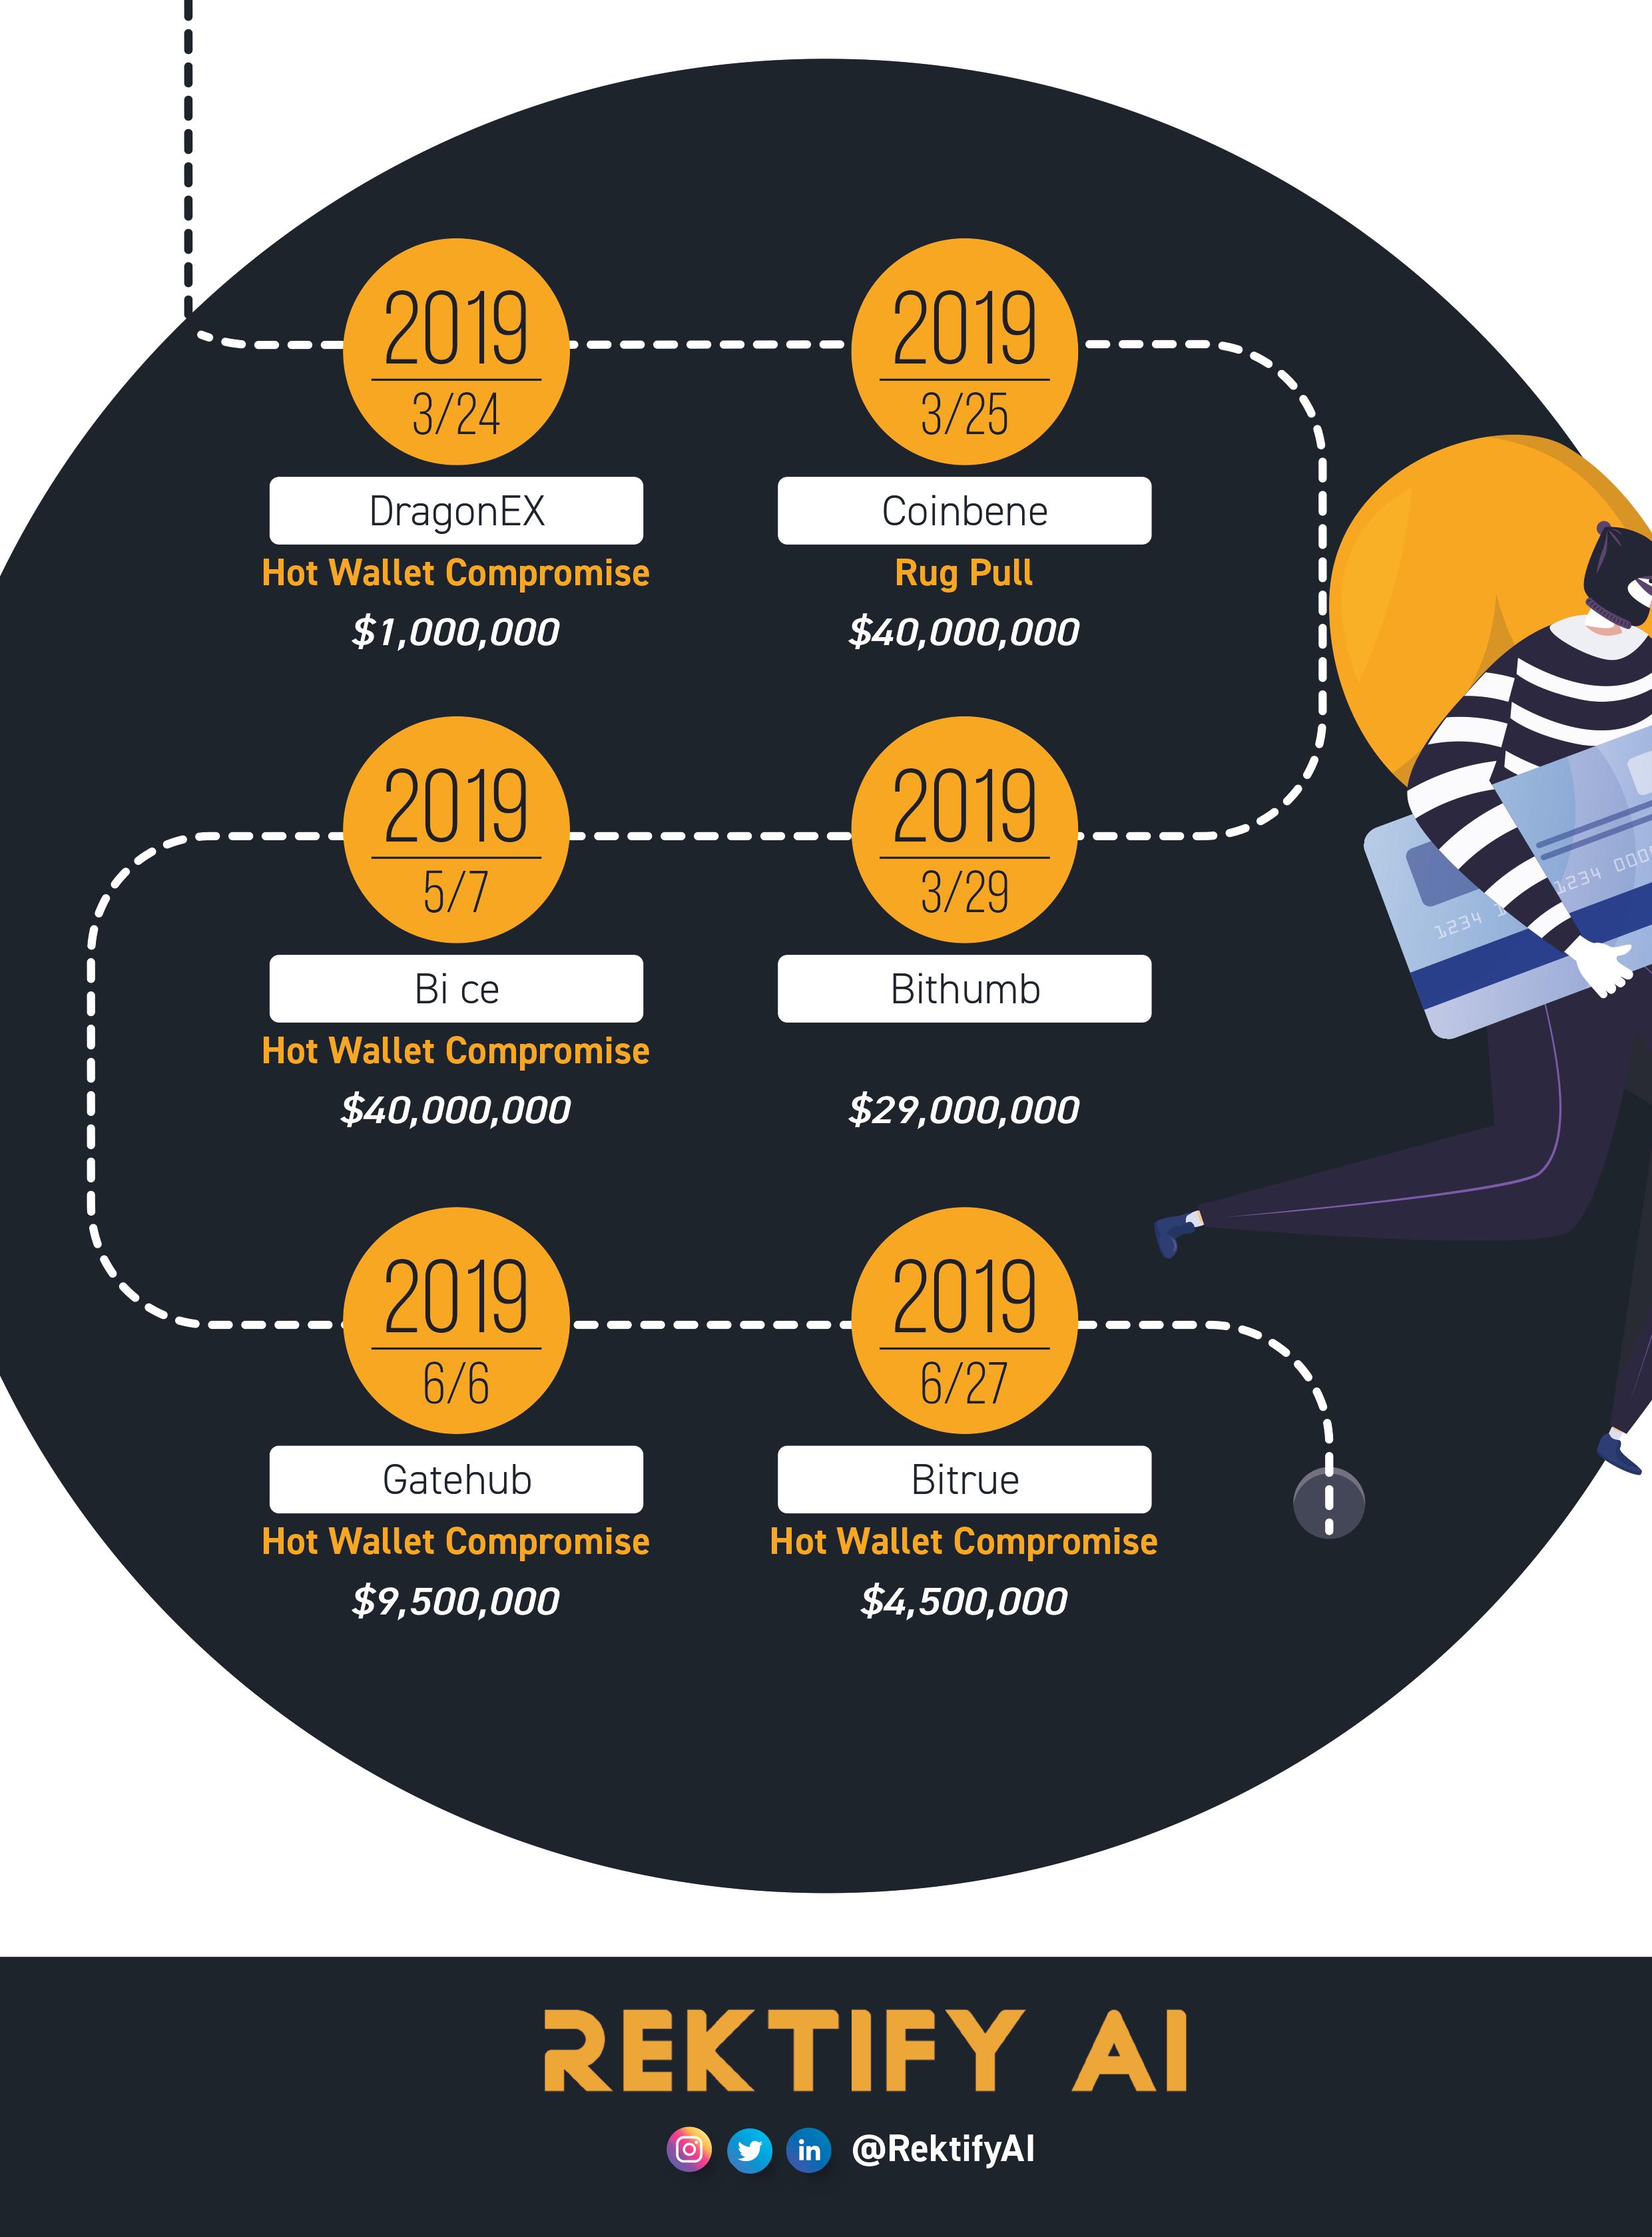 2019
3/24
DragonEX
Hot Wallet Compromise
$1,000,000
2019
3/25
Coinbene
Rug Pull
$40,000,000
2019
3/29
Bithumb
$29,000,000
2019
5/7
Bi ce
Hot Wallet Compromise
$40,000,000
2019
6/6
Gatehub
Hot Wallet Compromise
$9,500,000
2019
6/27
Bitrue
Hot Wallet Compromise
$4,500,000
1234 1
1234 000
REKTIFY AI
in @RektifyAI